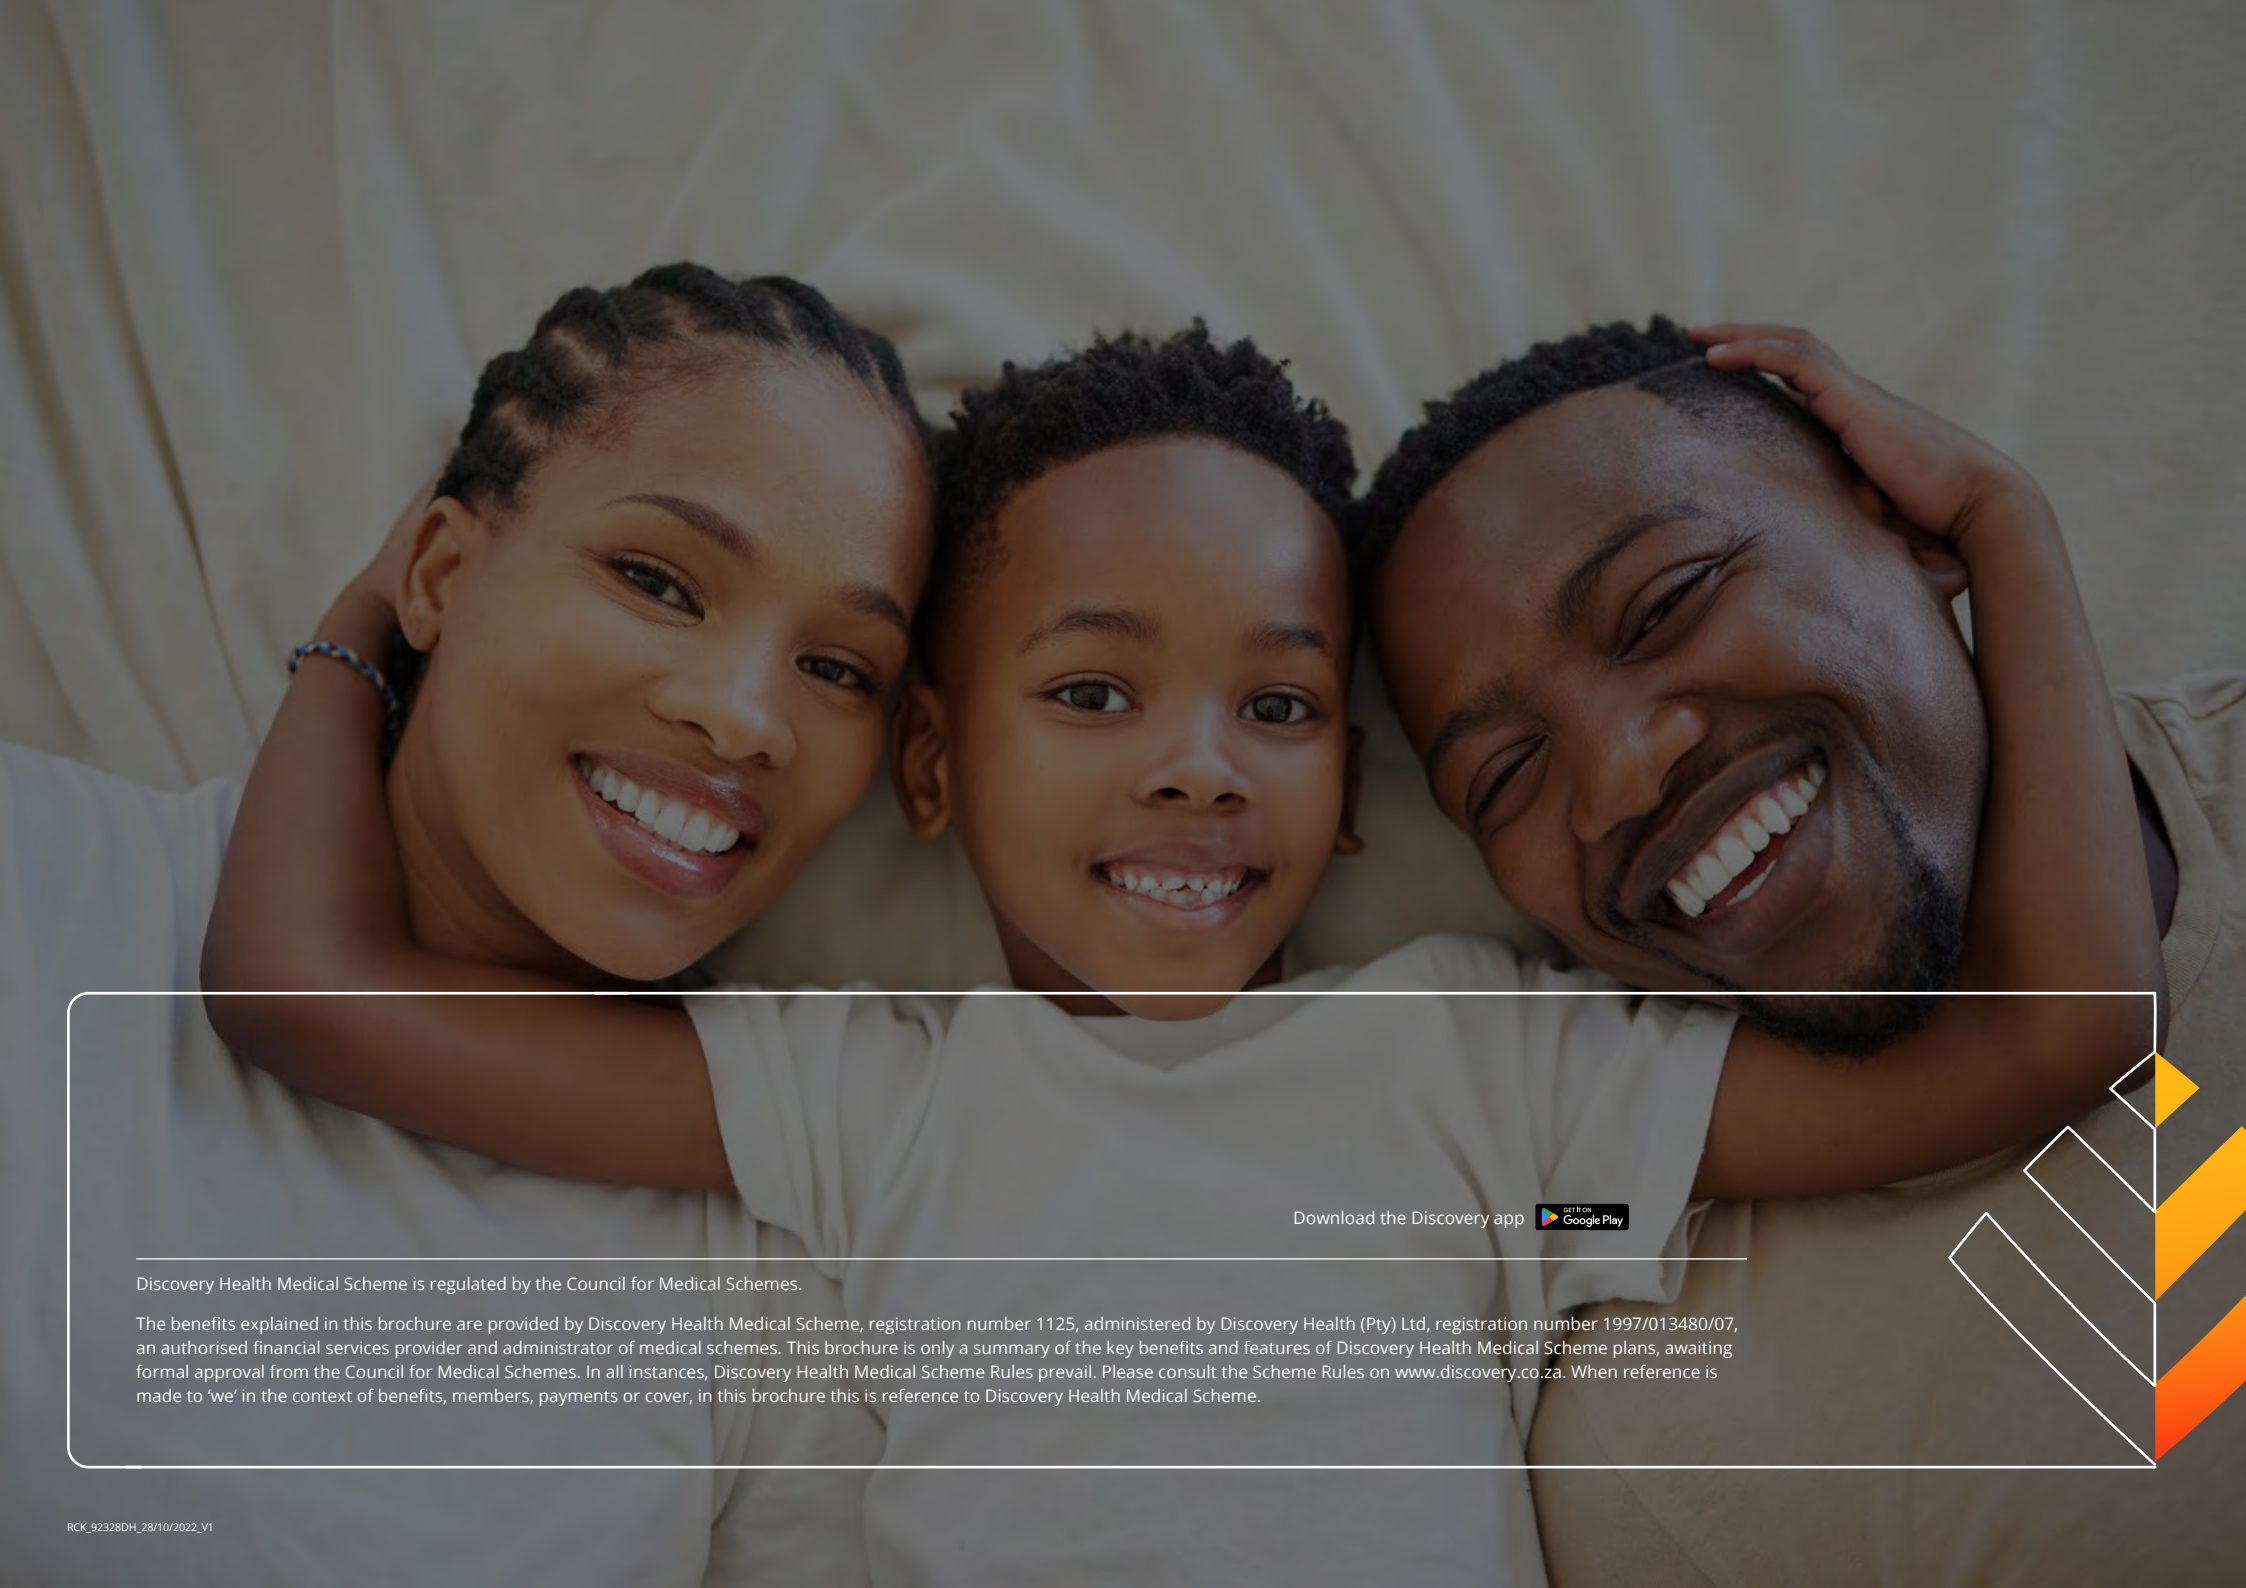 Download the Discovery app
GET IT ON
Google Play
Discovery Health Medical Scheme is regulated by the Council for Medical Schemes.
The benefits explained in this brochure are provided by Discovery Health Medical Scheme, registration number 1125, administered by Discovery Health (Pty) Ltd, registration number 1997/013480/07,
an authorised financial services provider and administrator of medical schemes. This brochure is only a summary of the key benefits and features of Discovery Health Medical Scheme plans, awaiting
formal approval from the Council for Medical Schemes. In all instances, Discovery Health Medical Scheme Rules prevail. Please consult the Scheme Rules on www.discovery.co.za. When reference is
made to ‘we’ in the context of benefits, members, payments or cover, in this brochure this is reference to Discovery Health Medical Scheme.
RCK_92328DH_28/10/2022_V1